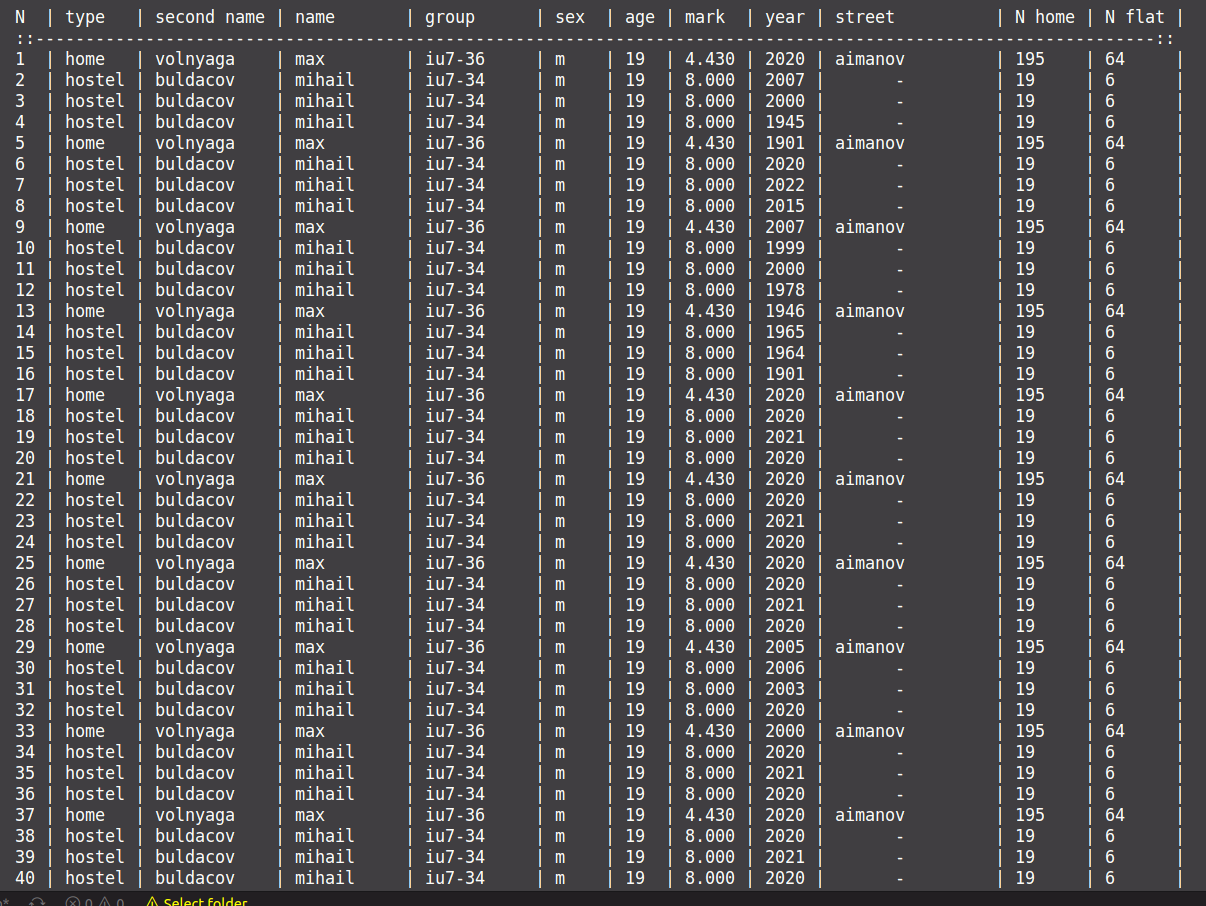 N | type | second name | name | group | sex | age | mark | year | street | N home | N flat |
::----------------------------------------------------------------------------------------------------------------::
1 | home | volnyaga | max | iu7-36 | m | 19 | 4.430 | 2020 | aimanov | 195 | 64 |
2 | hostel | buldacov | mihail | iu7-34 | m | 19 | 8.000 | 2007 | - | 19 | 6 |
3 | hostel | buldacov | mihail | iu7-34 | m | 19 | 8.000 | 2000 | - | 19 | 6 |
4 | hostel | buldacov | mihail | iu7-34 | m | 19 | 8.000 | 1945 | - | 19 | 6 |
5 | home | volnyaga | max | iu7-36 | m | 19 | 4.430 | 1901 | aimanov | 195 | 64 |
6 | hostel | buldacov | mihail | iu7-34 | m | 19 | 8.000 | 2020 | - | 19 | 6 |
7 | hostel | buldacov | mihail | iu7-34 | m | 19 | 8.000 | 2022 | - | 19 | 6 |
8 | hostel | buldacov | mihail | iu7-34 | m | 19 | 8.000 | 2015 | - | 19 | 6 |
9 | home | volnyaga | max | iu7-36 | m | 19 | 4.430 | 2007 | aimanov | 195 | 64 |
10 | hostel | buldacov | mihail | iu7-34 | m | 19 | 8.000 | 1999 | - | 19 | 6 |
11 | hostel | buldacov | mihail | iu7-34 | m | 19 | 8.000 | 2000 | - | 19 | 6 |
12 | hostel | buldacov | mihail | iu7-34 | m | 19 | 8.000 | 1978 | - | 19 | 6 |
13 | home | volnyaga | max | iu7-36 | m | 19 | 4.430 | 1946 | aimanov | 195 | 64 |
14 | hostel | buldacov | mihail | iu7-34 | m | 19 | 8.000 | 1965 | - | 19 | 6 |
15 | hostel | buldacov | mihail | iu7-34 | m | 19 | 8.000 | 1964 | - | 19 | 6 |
16 | hostel | buldacov | mihail | iu7-34 | m | 19 | 8.000 | 1901 | - | 19 | 6 |
17 | home | volnyaga | max | iu7-36 | m | 19 | 4.430 | 2020 | aimanov | 195 | 64 |
18 | hostel | buldacov | mihail | iu7-34 | m | 19 | 8.000 | 2020 | - | 19 | 6 |
19 | hostel | buldacov | mihail | iu7-34 | m | 19 | 8.000 | 2021 | - | 19 | 6 |
20 | hostel | buldacov | mihail | iu7-34 | m | 19 | 8.000 | 2020 | - | 19 | 6 |
21 | home | volnyaga | max | iu7-36 | m | 19 | 4.430 | 2020 | aimanov | 195 | 64 |
22 | hostel | buldacov | mihail | iu7-34 | m | 19 | 8.000 | 2020 | - | 19 | 6 |
23 | hostel | buldacov | mihail | iu7-34 | m | 19 | 8.000 | 2021 | - | 19 | 6 |
24 | hostel | buldacov | mihail | iu7-34 | m | 19 | 8.000 | 2020 | - | 19 | 6 |
25 | home | volnyaga | max | iu7-36 | m | 19 | 4.430 | 2020 | aimanov | 195 | 64 |
26 | hostel | buldacov | mihail | iu7-34 | m | 19 | 8.000 | 2020 | - | 19 | 6 |
27 | hostel | buldacov | mihail | iu7-34 | m | 19 | 8.000 | 2021 | - | 19 | 6 |
28 | hostel | buldacov | mihail | iu7-34 | m | 19 | 8.000 | 2020 | - | 19 | 6 |
29 | home | volnyaga | max | iu7-36 | m | 19 | 4.430 | 2005 | aimanov | 195 | 64 |
30 | hostel | buldacov | mihail | iu7-34 | m | 19 | 8.000 | 2006 | - | 19 | 6 |
31 | hostel | buldacov | mihail | iu7-34 | m | 19 | 8.000 | 2003 | - | 19 | 6 |
32 | hostel | buldacov | mihail | iu7-34 | m | 19 | 8.000 | 2020 | - | 19 | 6 |
33 | home | volnyaga | max | iu7-36 | m | 19 | 4.430 | 2000 | aimanov | 195 | 64 |
34 | hostel | buldacov | mihail | iu7-34 | m | 19 | 8.000 | 2020 | - | 19 | 6 |
35 | hostel | buldacov | mihail | iu7-34 | m | 19 | 8.000 | 2021 | - | 19 | 6 |
36 | hostel | buldacov | mihail | iu7-34 | m | 19 | 8.000 | 2020 | - | 19 | 6 |
37 | home | volnyaga | max | iu7-36 | m | 19 | 4.430 | 2020 | aimanov | 195 | 64 |
38 | hostel | buldacov | mihail | iu7-34 | m | 19 | 8.000 | 2020 | - | 19 | 6 |
39 | hostel | buldacov | mihail | iu7-34 | m | 19 | 8.000 | 2021 | - | 19 | 6 |
40 | hostel | buldacov | mihail | iu7-34 | m | 19 | 8.000 | 2020 | - | 19 | 6 |
0 0 Select folder